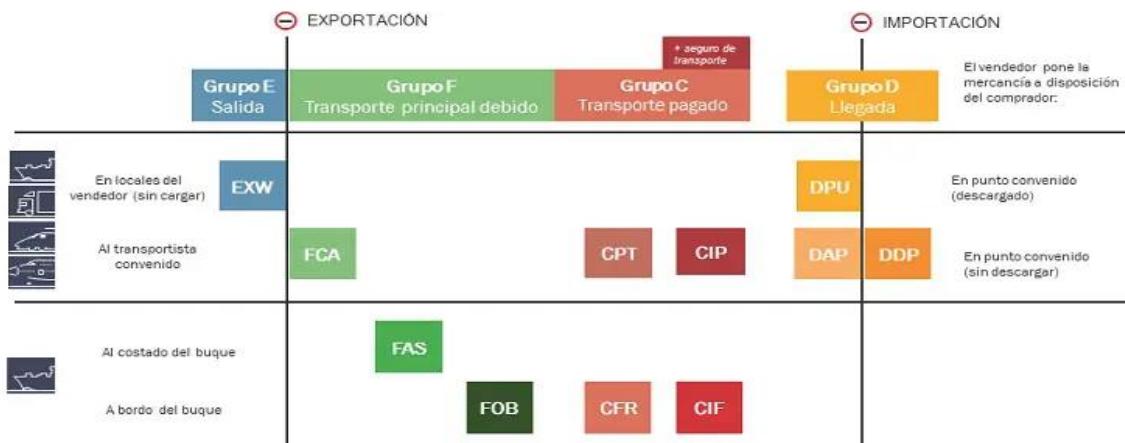 EXPORTACIÓN
IMPORTACIÓN
+ seguro de
transporte
Grupo E
Salida
Grupo F
Transporte principal debido
Grupo C
Transporte pagado
Grupo D
Llegada
El vendedor pone la
mercancía a disposición
del comprador:
En locales del
vendedor (sin cargar)
EXW
DPU
En punto convenido
(descargado)
Al transportista
convenido
FCA
CPT
CIP
DAP
DDP
En punto convenido
(sin descargar)
Al costado del buque
FAS
A bordo del buque
FOB
CFR
CIF